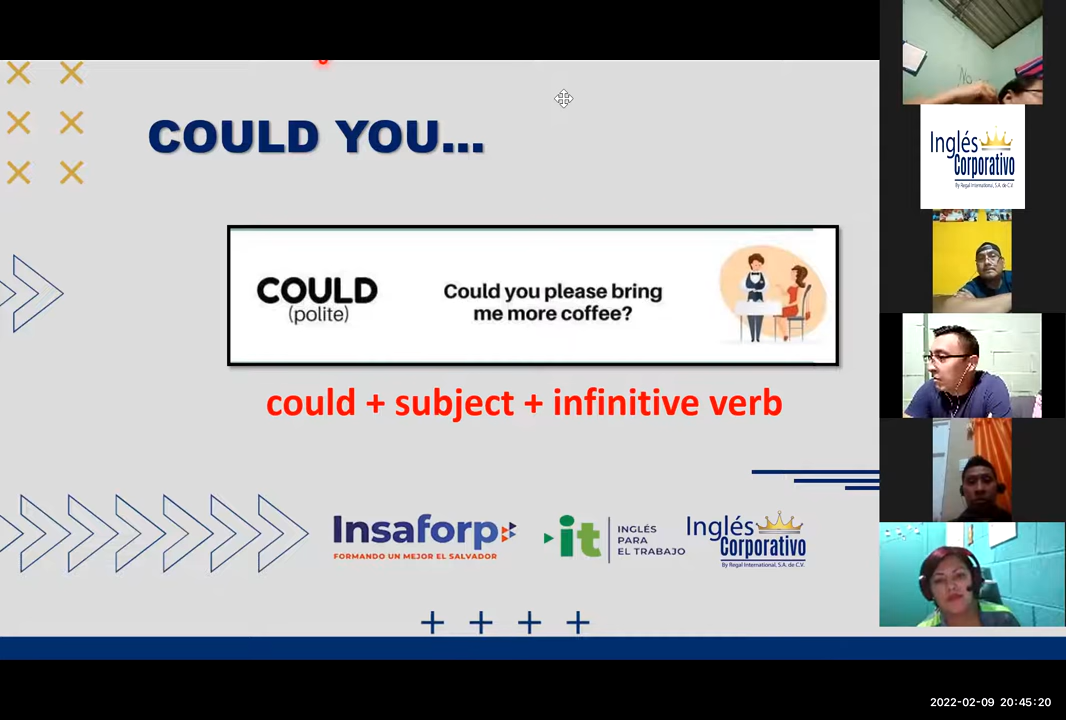 COULD YOU...
COULD
(polite)
Could you please bring
me more coffee?
could + subject + infinitive verb
Insaforp
FORMANDO UN MEJOR EL SALVADOR
it
INGLÉS
PARA
EL TRABAJO
Inglés
Corporativo
By Regal International, S.A. de C.V.
No
Inglés
Corporativo
By Regal International, S.A. de C.V.
2022-02-09 20:45:20